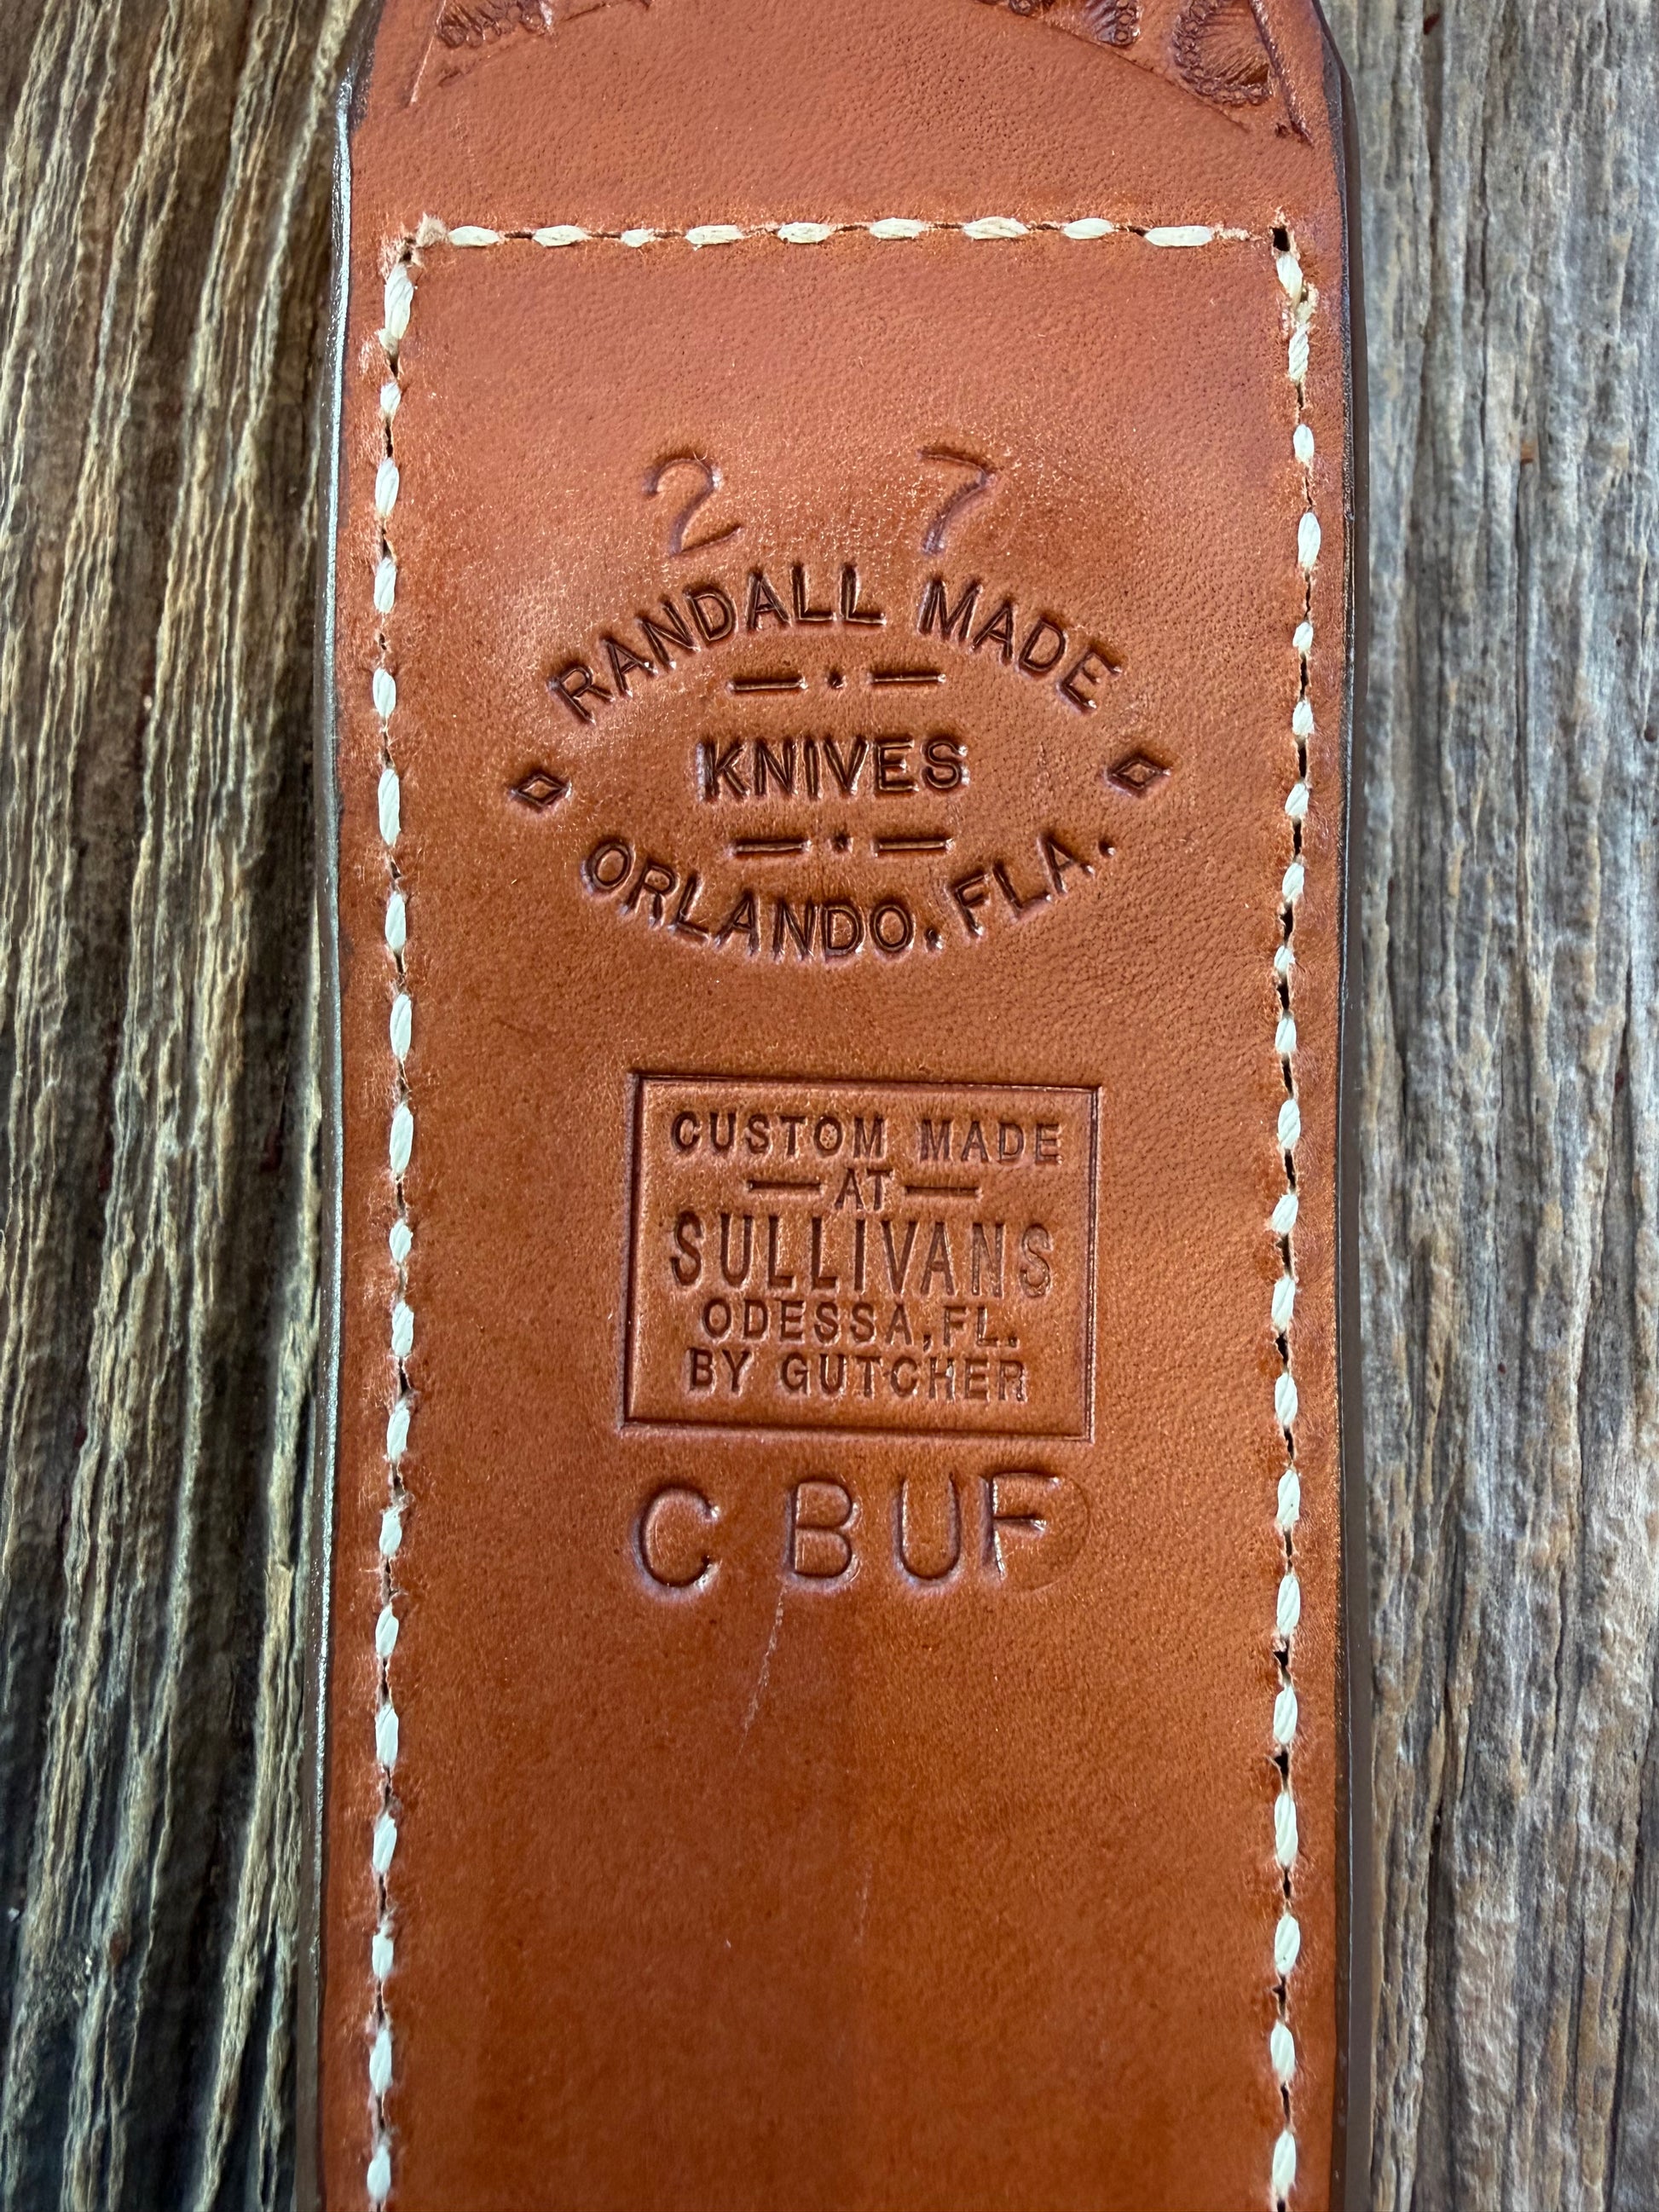 2 7
RANDALL MADE
KNIVES
ORLANDO, FLA.
CUSTOM MADE
AT
SULLIVANS
ODESSA, FL.
BY GUTCHER
C BUF